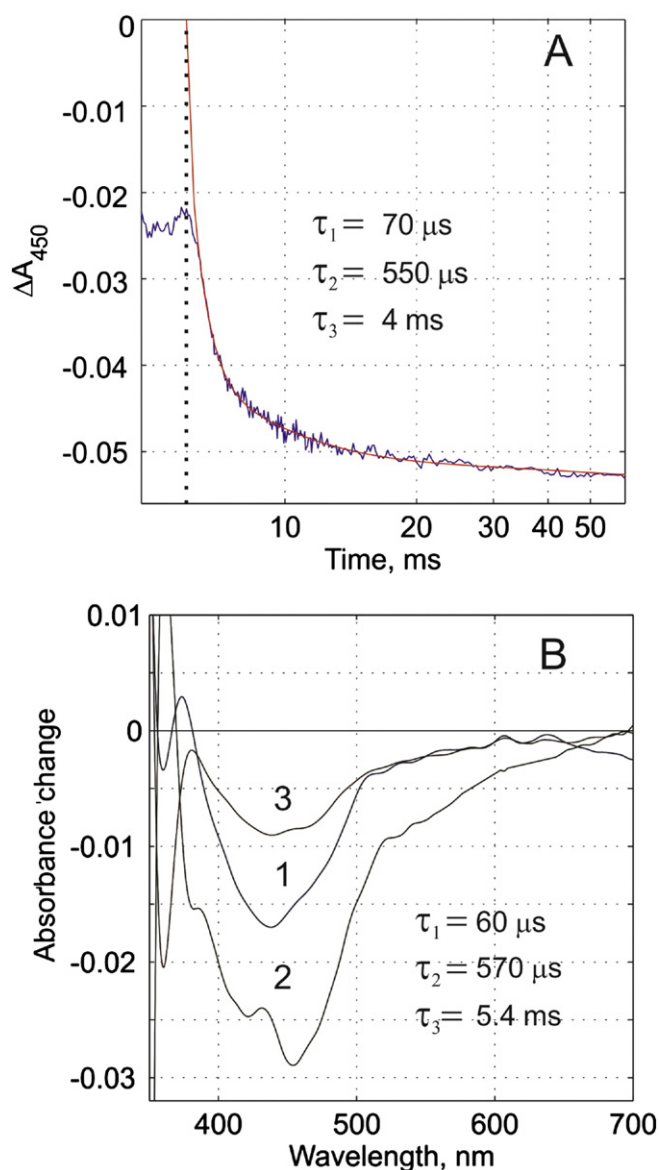 A
0
-0.01
-0.02
-0.03
-0.04
-0.05
ΔA450
τ1= 70 μs
τ2= 550 μs
τ3= 4 ms
10 20 30 40 50
Time, ms
B
0.01
0
-0.01
-0.02
-0.03
Absorbance change
3
1
2
τ1= 60 μs
τ2= 570 μs
τ3= 5.4 ms
400 500 600 700
Wavelength, nm